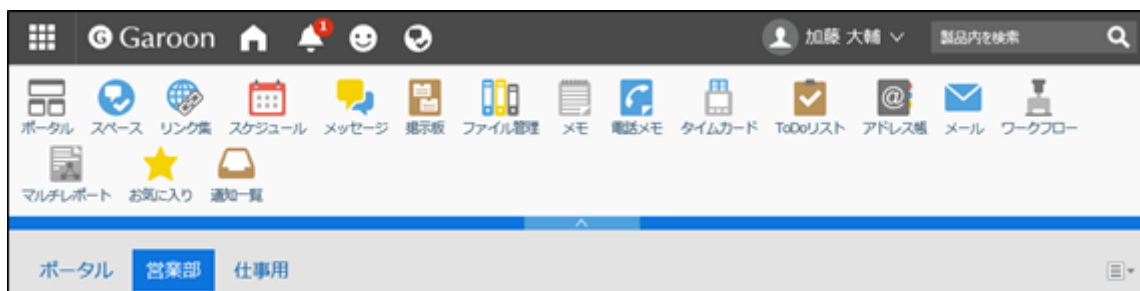 Garoon 1 加藤 大輔 製品内を検索
ポータル スペース リンク集 スケジュール メッセージ 掲示板 ファイル管理 メモ 電話メモ タイムカード ToDoリスト アドレス帳 メール ワークフロー
マルチレポート お気に入り 通知一覧
ポータル 営業部 仕事用